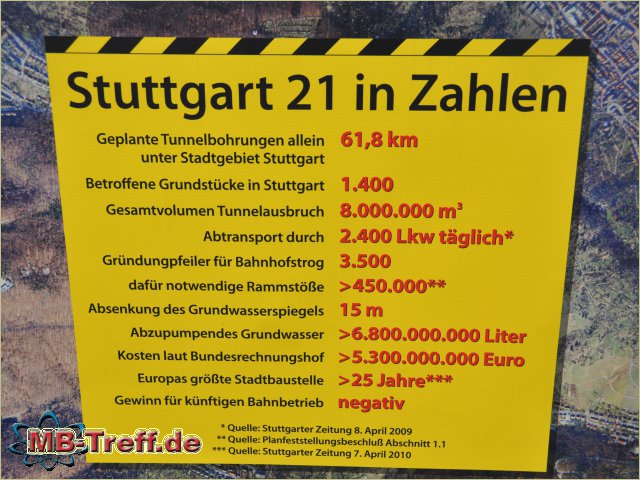 Stuttgart 21 in Zahlen
Geplante Tunnelbohrungen allein 61,8 km
unter Stadtgebiet Stuttgart
Betroffene Grundstücke in Stuttgart 1.400
Gesamtvolumen Tunnelausbruch 8.000.000 m³
Abtransport durch 2.400 Lkw täglich*
Gründungpfeiler für Bahnhofstrog 3.500
dafür notwendige Rammstöße >450.000**
Absenkung des Grundwasserspiegels 15 m
Abzupumpendes Grundwasser >6.800.000.000 Liter
Kosten laut Bundesrechnungshof >5.300.000.000 Euro
Europas größte Stadtbaustelle >25 Jahre***
Gewinn für künftigen Bahnbetrieb negativ
* Quelle: Stuttgarter Zeitung 8. April 2009
** Quelle: Planfeststellungsbeschluß Abschnitt 1.1
*** Quelle: Stuttgarter Zeitung 7. April 2010
MB-Treff.de